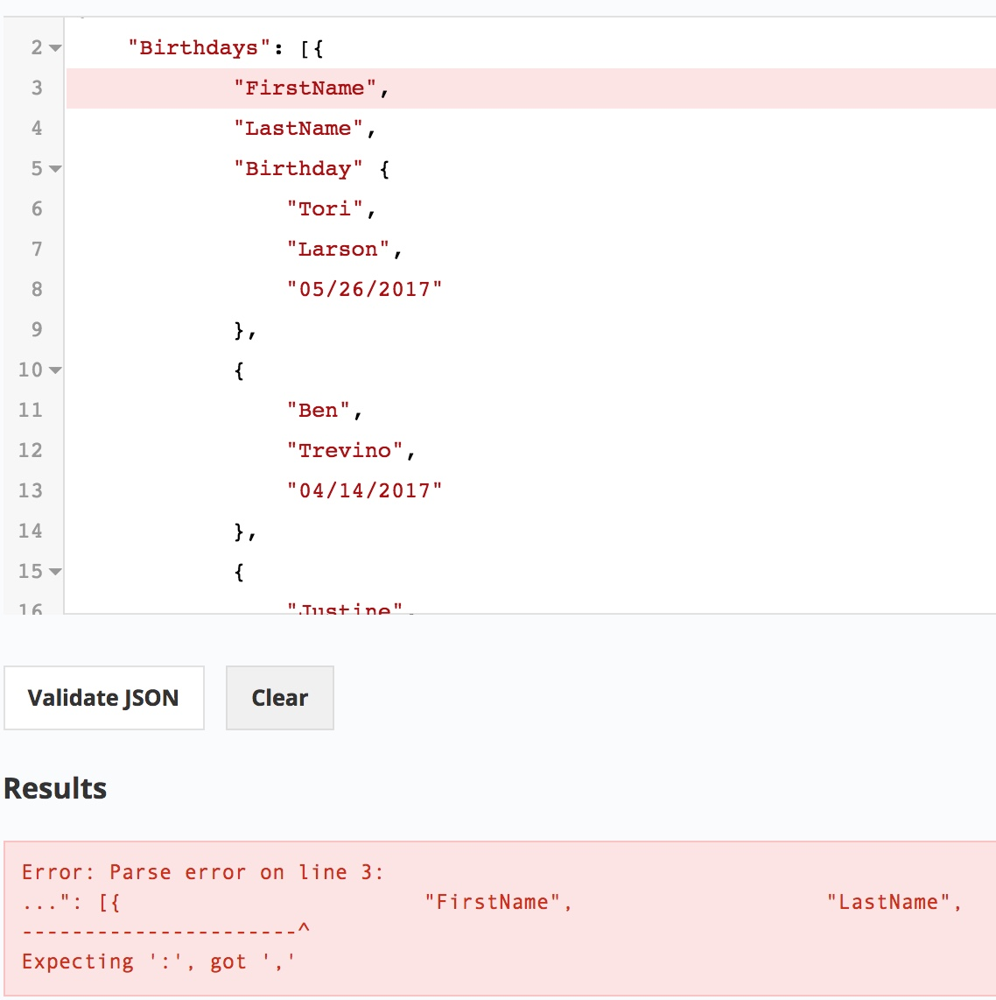 2 "Birthdays": [{
3 "FirstName",
4 "LastName",
5 "Birthday" {
6 "Tori",
7 "Larson",
8 "05/26/2017"
9 },
10 {
11 "Ben",
12 "Trevino",
13 "04/14/2017"
14 },
15 {
16 "Justine",
Validate JSON Clear
Results
Error: Parse error on line 3:
...": [{ "FirstName", "LastName",
----------------------^
Expecting ':', got ','